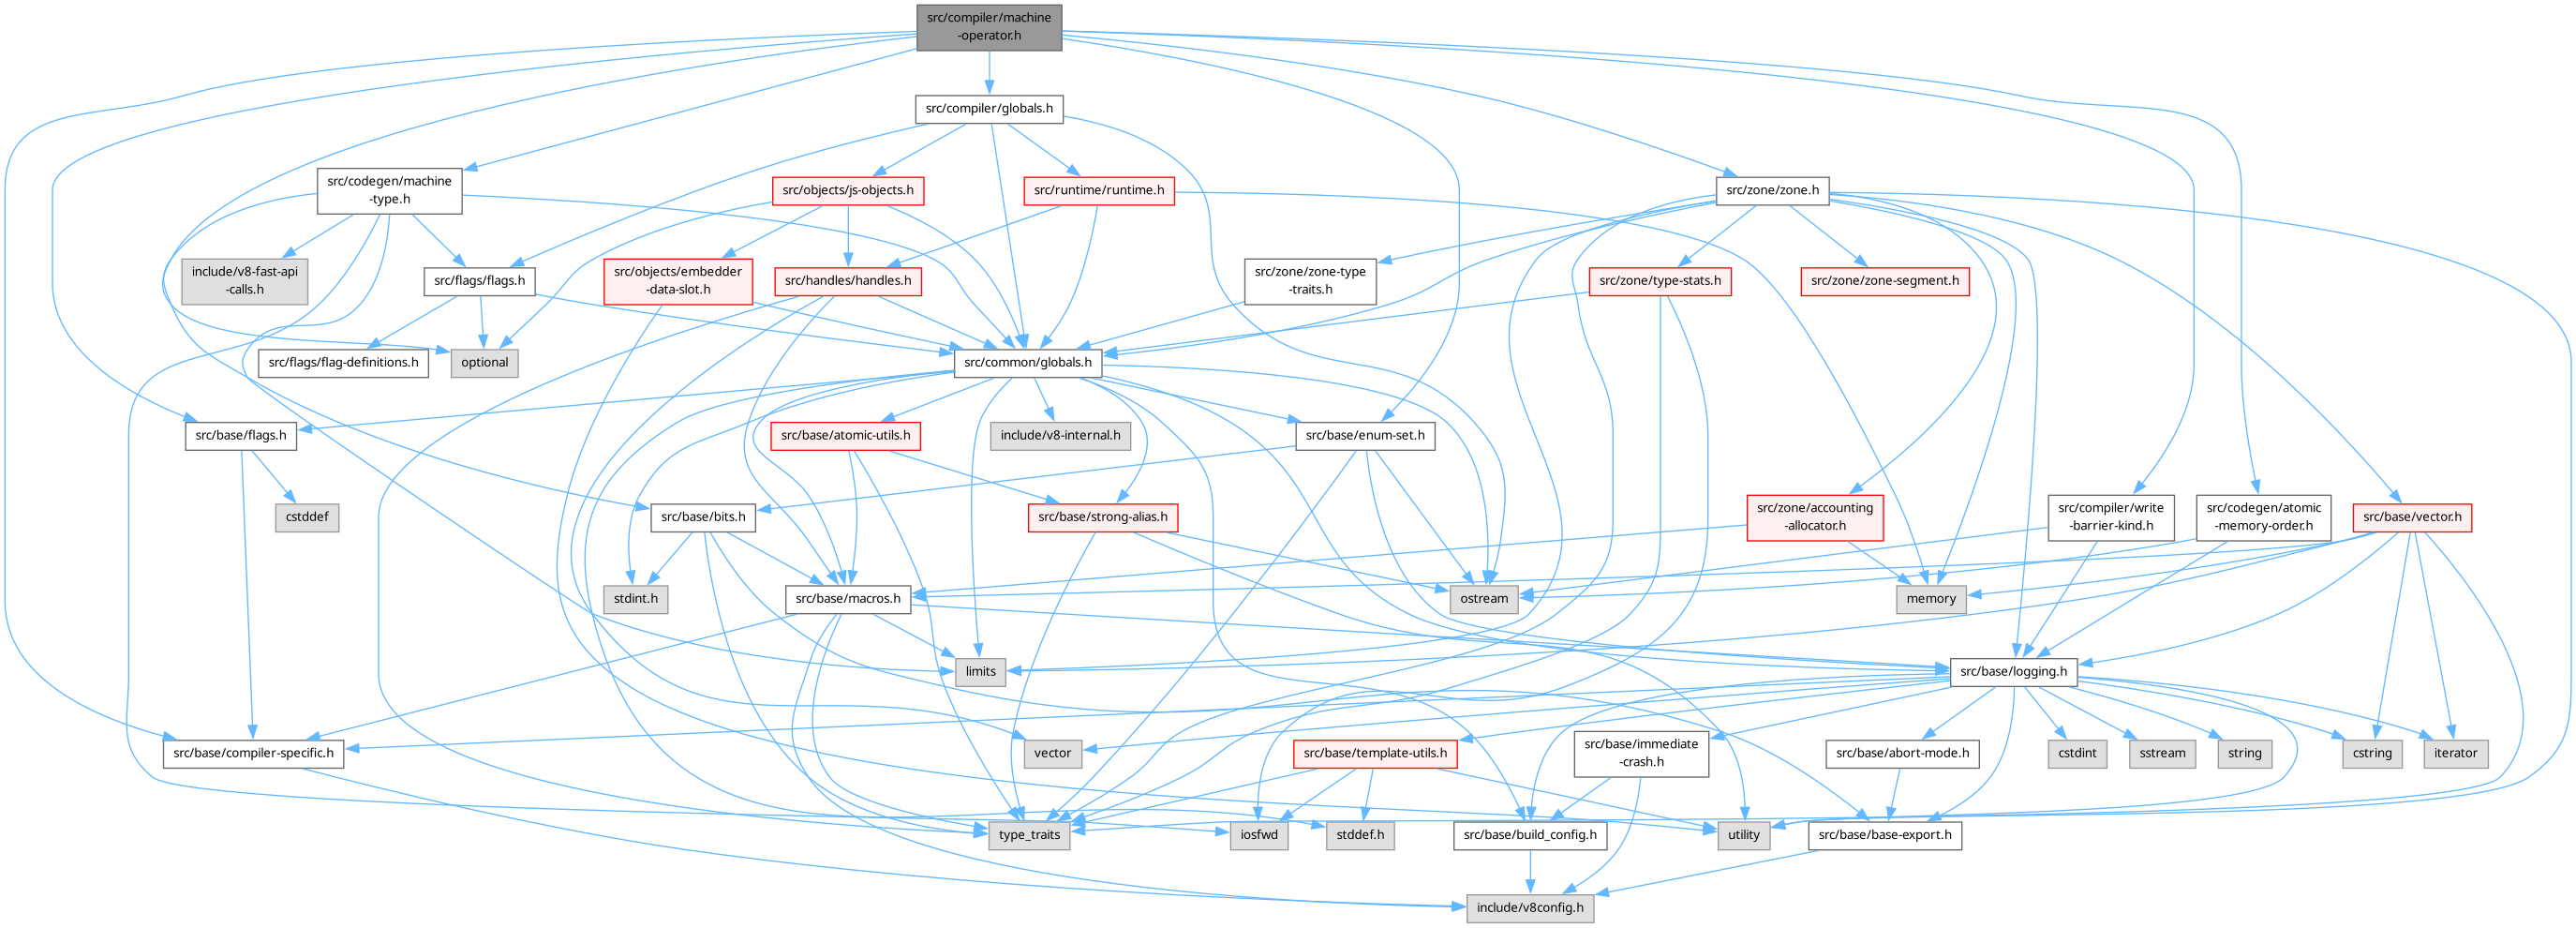 src/compiler/machine
-operator.h
src/compiler/globals.h
src/codegen/machine
-type.h
src/objects/js-objects.h
src/runtime/runtime.h
src/zone/zone.h
include/v8-fast-api
-calls.h
src/flags/flags.h
src/objects/embedder
-data-slot.h
src/handles/handles.h
src/zone/zone-type
-traits.h
src/zone/type-stats.h
src/zone/zone-segment.h
src/flags/flag-definitions.h
optional
src/common/globals.h
src/base/flags.h
src/base/atomic-utils.h
include/v8-internal.h
src/base/enum-set.h
cstddef
src/base/bits.h
src/base/strong-alias.h
src/zone/accounting
-allocator.h
src/compiler/write
-barrier-kind.h
src/codegen/atomic
-memory-order.h
src/base/vector.h
stdint.h
src/base/macros.h
ostream
memory
limits
src/base/logging.h
src/base/compiler-specific.h
vector
src/base/template-utils.h
src/base/immediate
-crash.h
src/base/abort-mode.h
cstdint
sstream
string
cstring
iterator
type_traits
iosfwd
stddef.h
src/base/build_config.h
utility
src/base/base-export.h
include/v8config.h